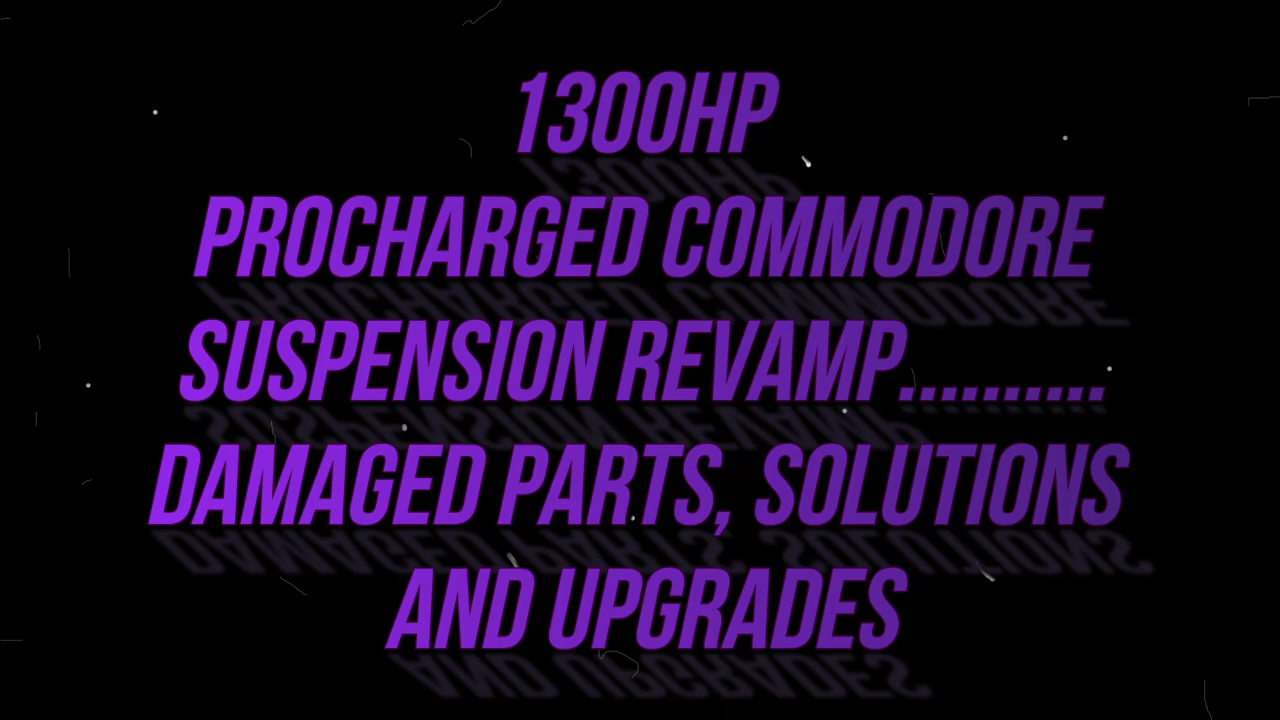 1300HP
PROCHARGED COMMODORE
SUSPENSION REVAMP..........
DAMAGED PARTS, SOLUTIONS
AND UPGRADES